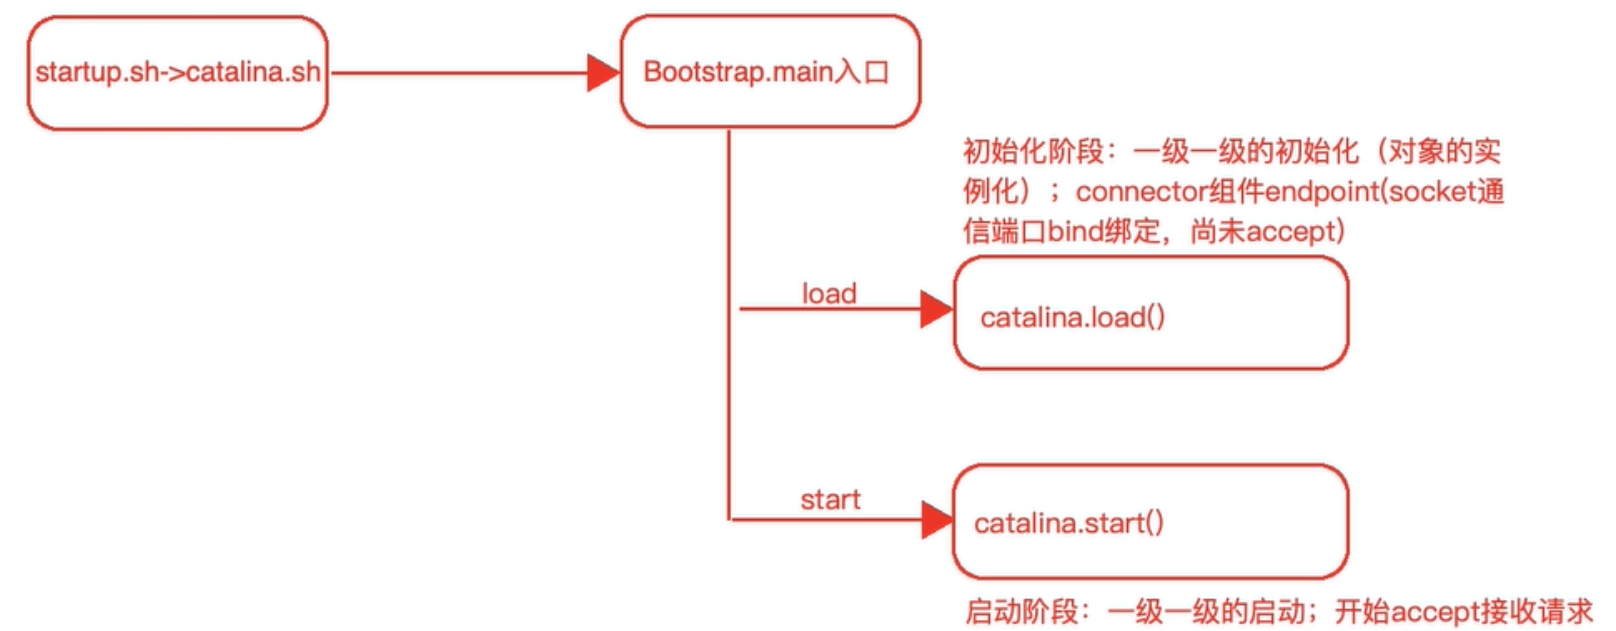 startup.sh->catalina.sh
Bootstrap.main入口
初始化阶段：一级一级的初始化（对象的实
例化）；connector组件endpoint(socket通
信端口bind绑定，尚未accept)
load
catalina.load()
start
catalina.start()
启动阶段：一级一级的启动；开始accept接收请求